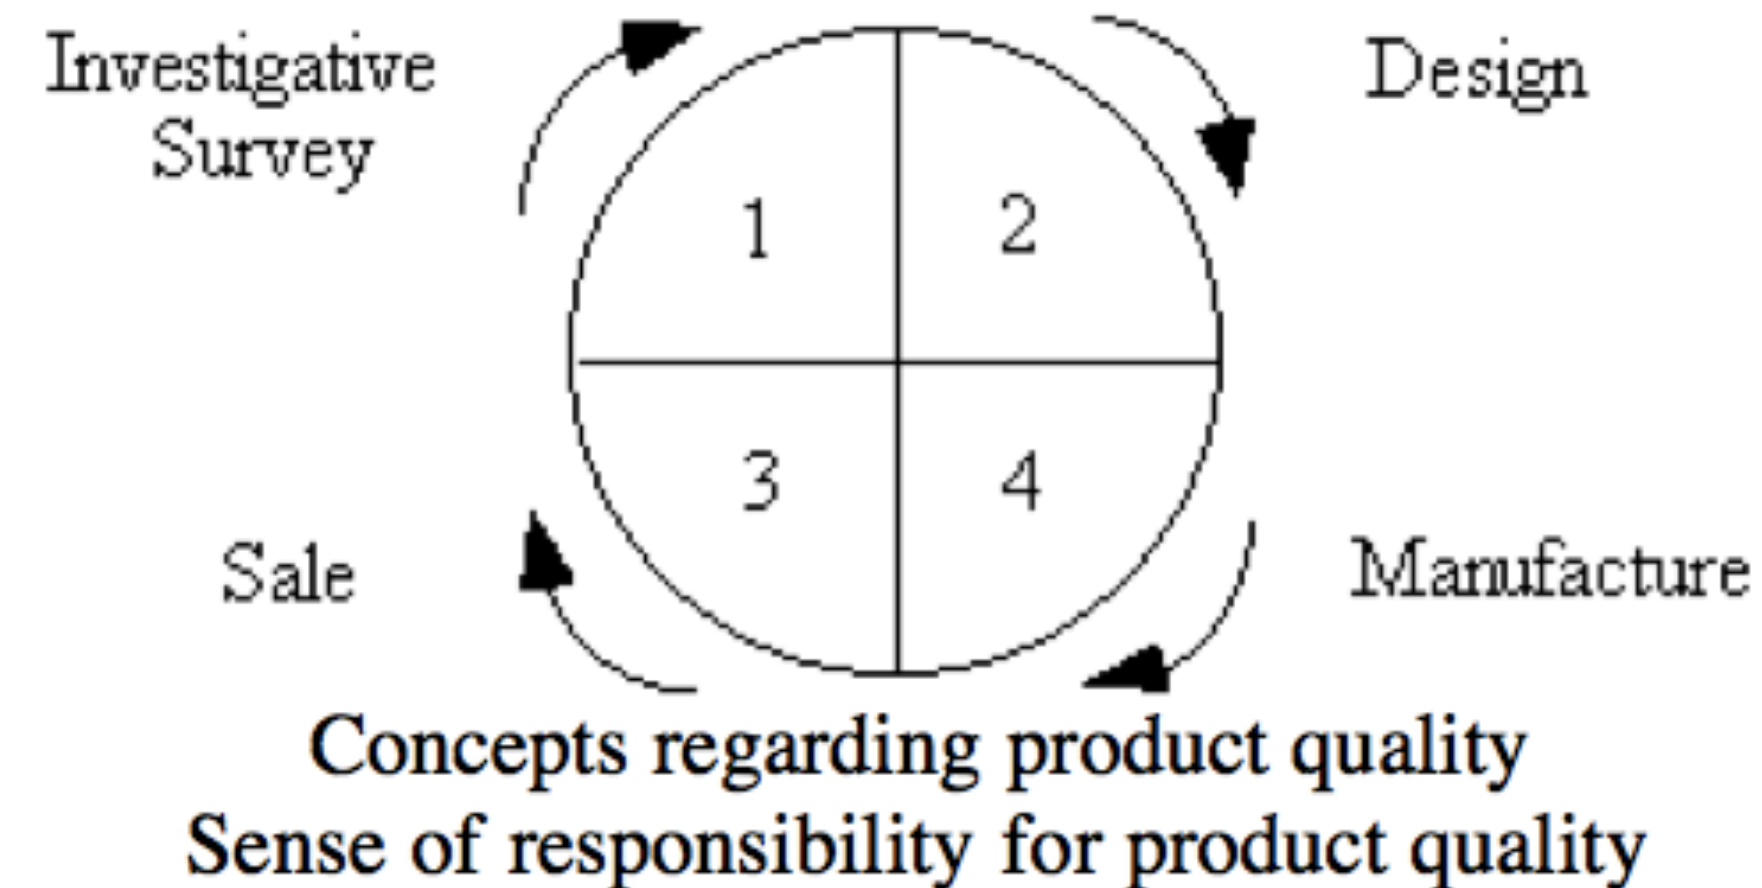 Investigative
Survey
Design
1
2
3
4
Sale
Manufacture
Concepts regarding product quality
Sense of responsibility for product quality